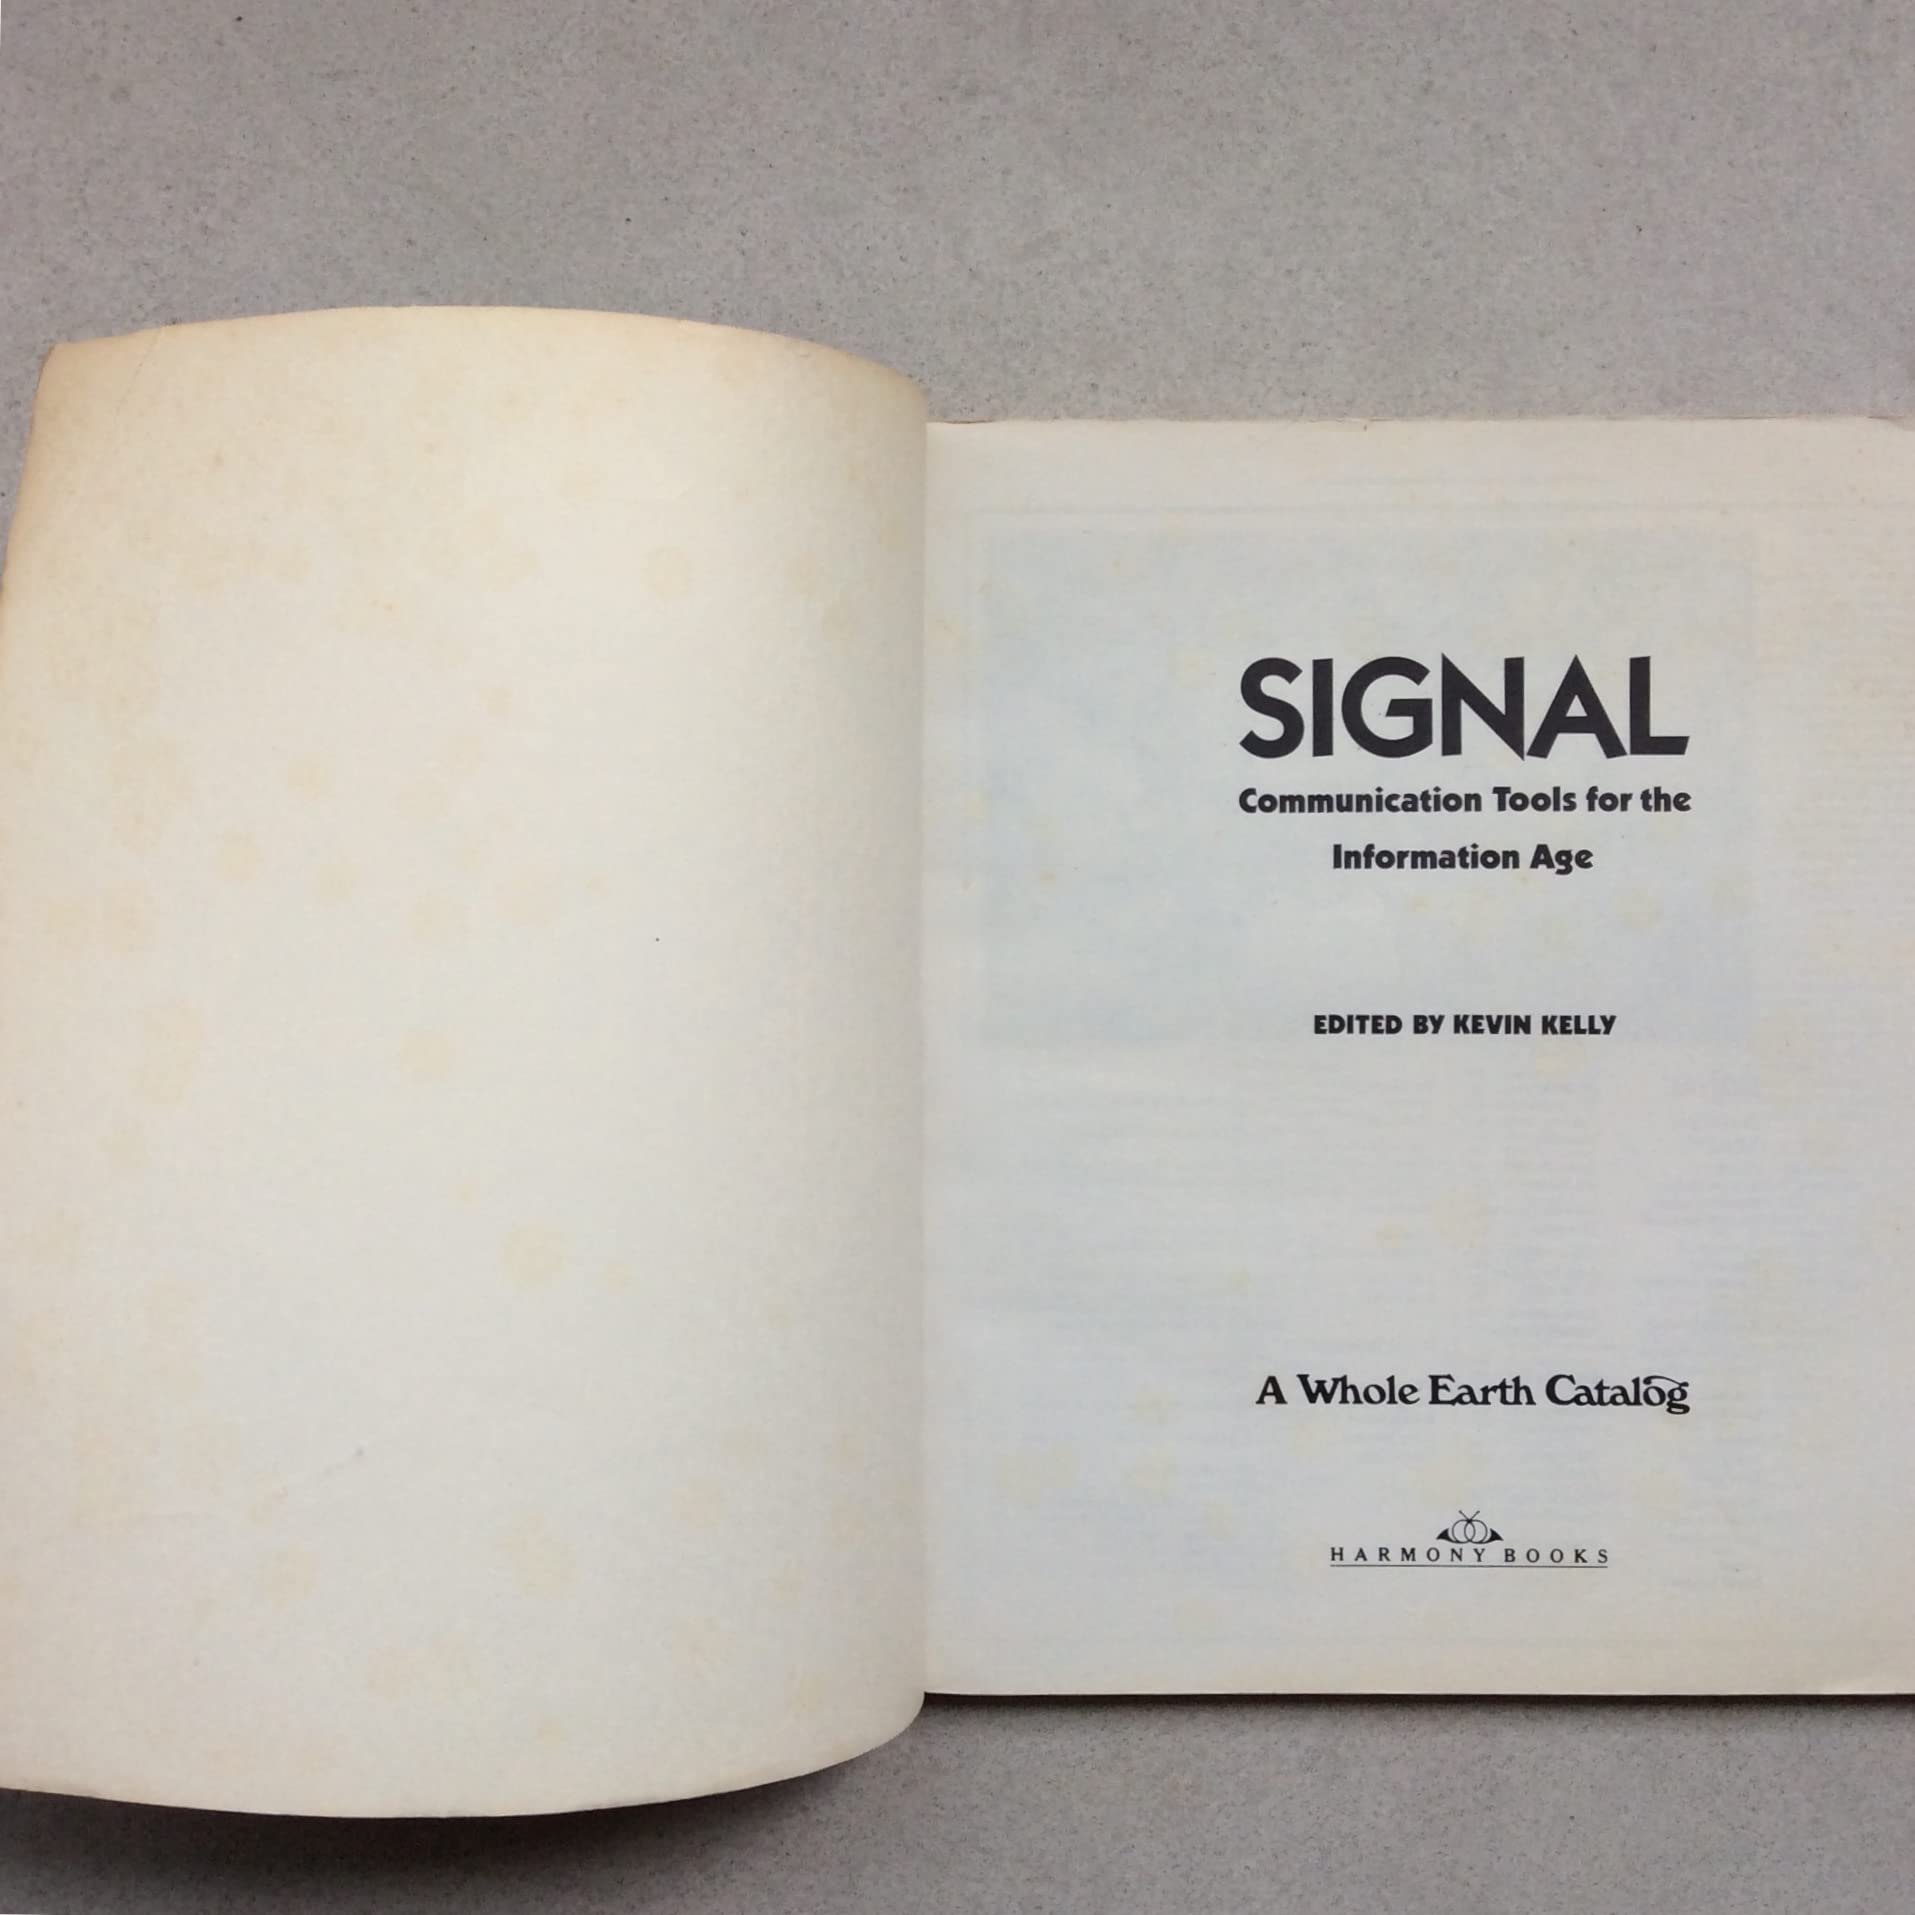 SIGNAL
Communication Tools for the
Information Age
EDITED BY KEVIN KELLY
A Whole Earth Catalog
HARMONY BOOKS